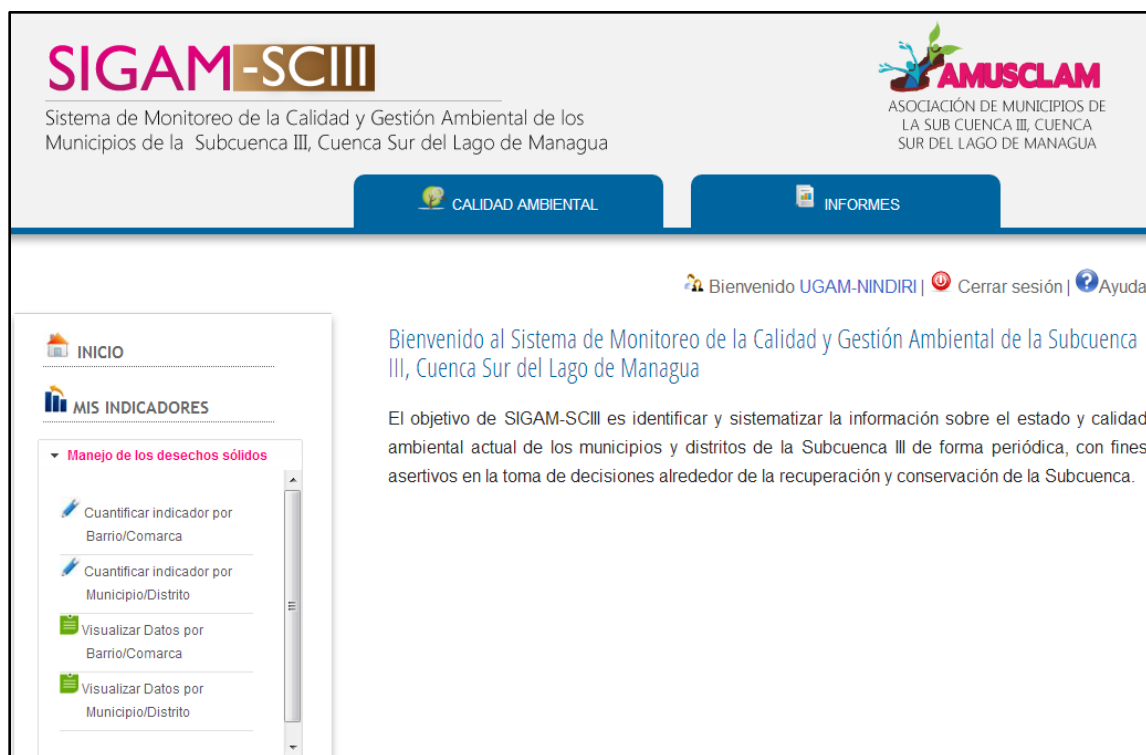 SIGAM-SCIII
Sistema de Monitoreo de la Calidad y Gestión Ambiental de los
Municipios de la Subcuenca III, Cuenca Sur del Lago de Managua
AMUSCLAM
ASOCIACIÓN DE MUNICIPIOS DE
LA SUB CUENCA III, CUENCA
SUR DEL LAGO DE MANAGUA
CALIDAD AMBIENTAL
INFORMES
Bienvenido UGAM-NINDIRI | Cerrar sesión | Ayuda
INICIO
MIS INDICADORES
Manejo de los desechos sólidos
Cuantificar indicador por
Barrio/Comarca
Cuantificar indicador por
Municipio/Distrito
Visualizar Datos por
Barrio/Comarca
Visualizar Datos por
Municipio/Distrito
Bienvenido al Sistema de Monitoreo de la Calidad y Gestión Ambiental de la Subcuenca
III, Cuenca Sur del Lago de Managua
El objetivo de SIGAM-SCIII es identificar y sistematizar la información sobre el estado y calidad
ambiental actual de los municipios y distritos de la Subcuenca III de forma periódica, con fines
asertivos en la toma de decisiones alrededor de la recuperación y conservación de la Subcuenca.